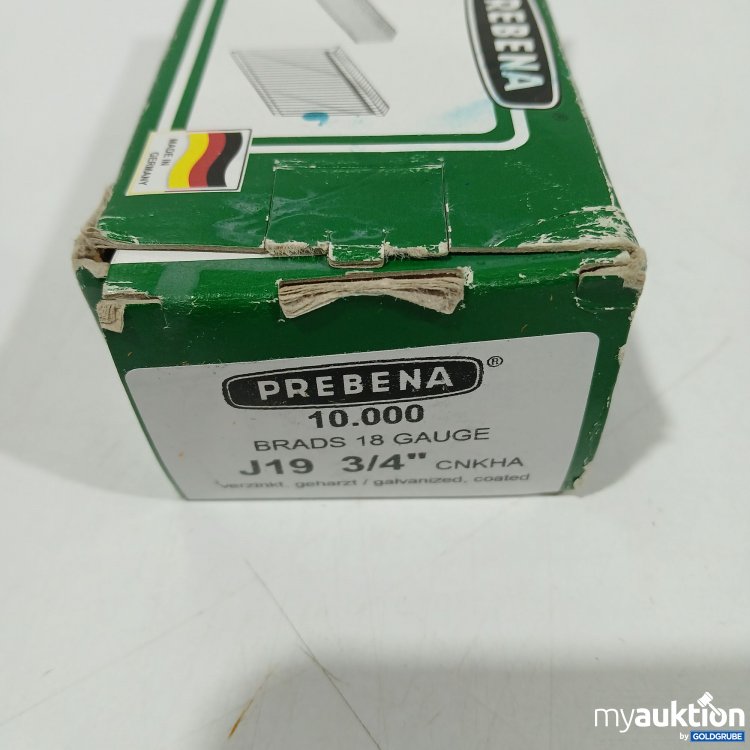 PREBENA
®
MADE IN
GERMANY
PREBENA ®
10.000
BRADS 18 GAUGE
J19 3/4" CNKHA
verzinkt, geharzt / galvanized, coated
myauktion
by GOLDGRUBE